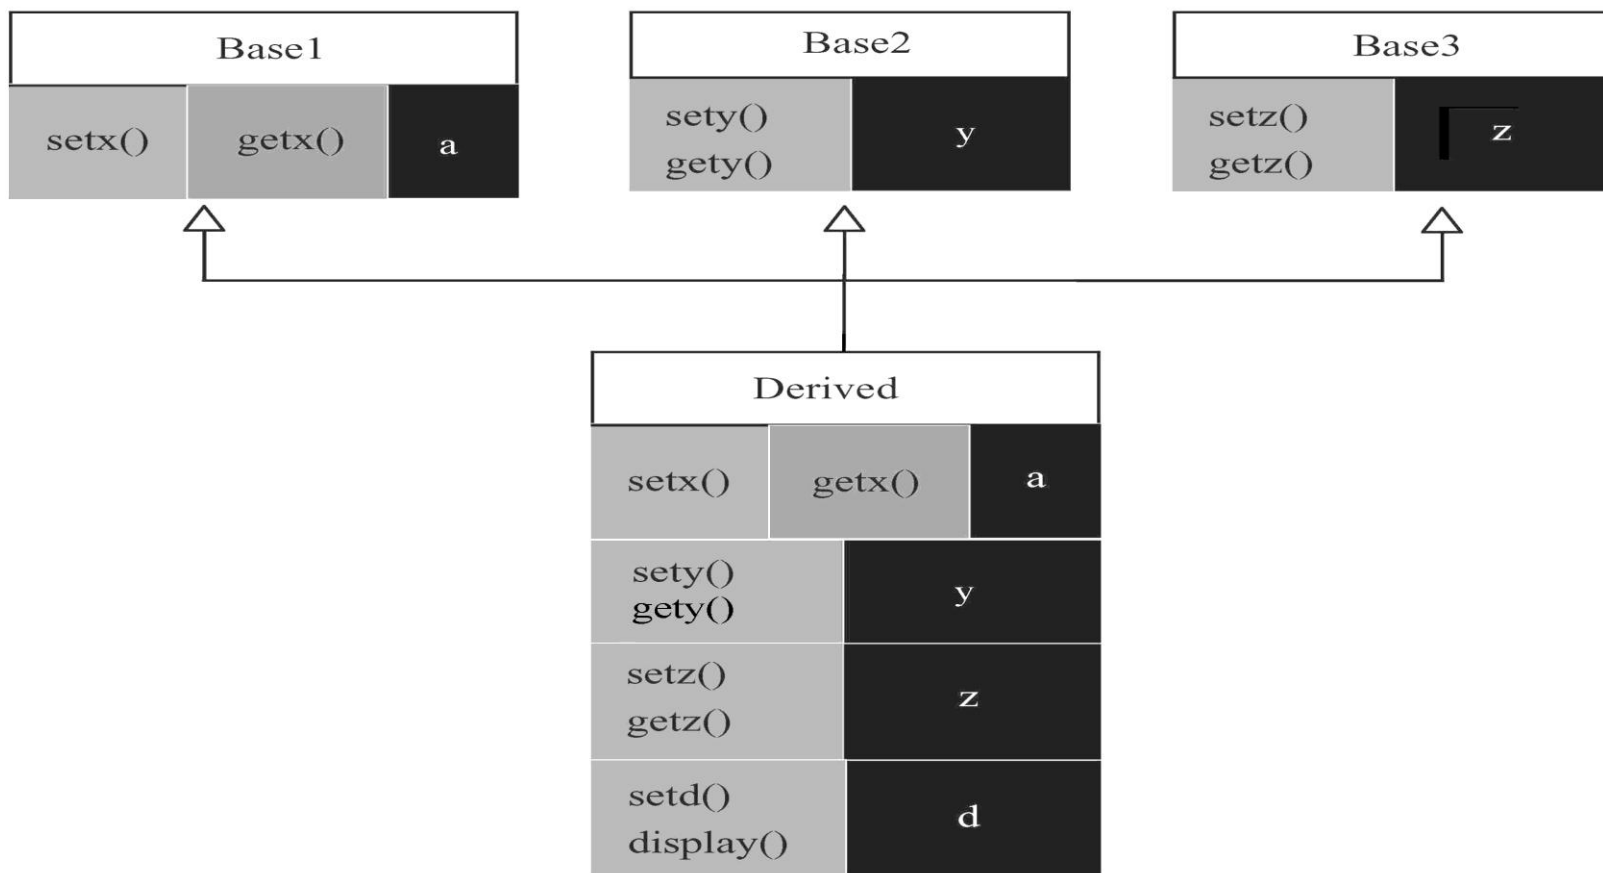 Base1
setx() getx() a
Base2
sety()
gety()
y
Base3
setz()
getz()
z
Derived
setx() getx() a
sety()
gety()
y
setz()
getz()
z
setd()
display()
d